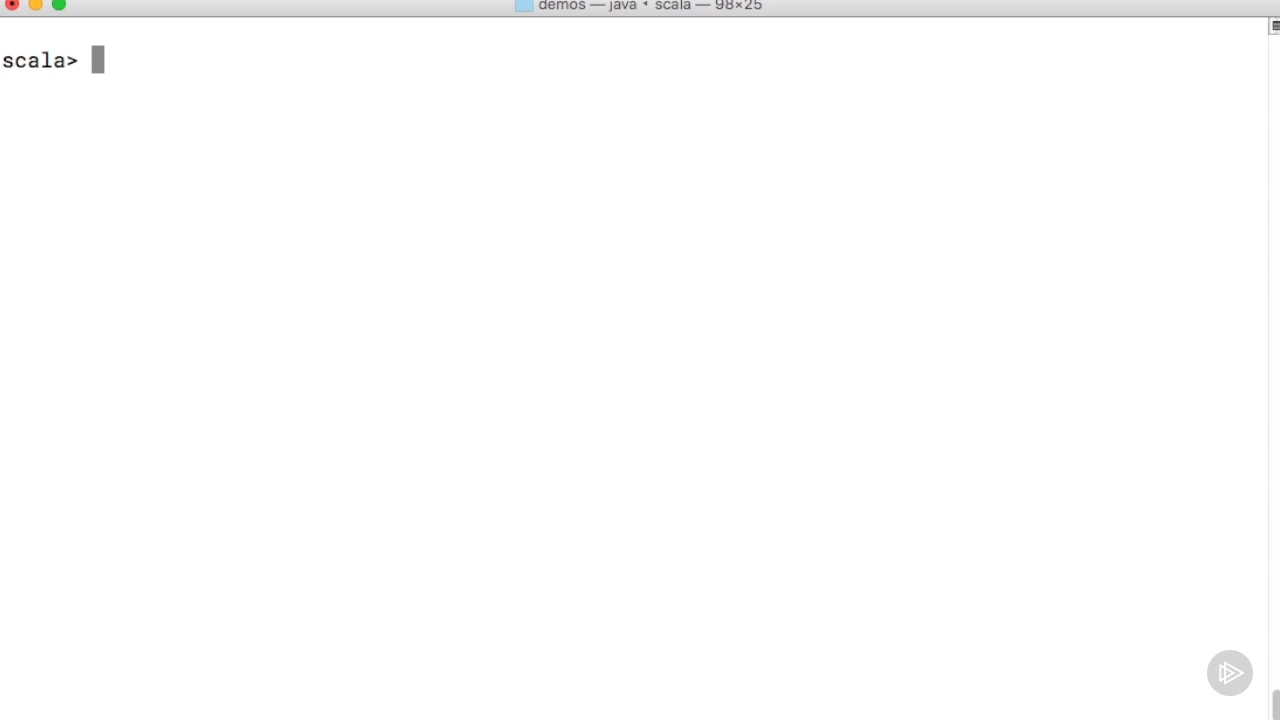 demos — java ◂ scala — 98×25
scala>